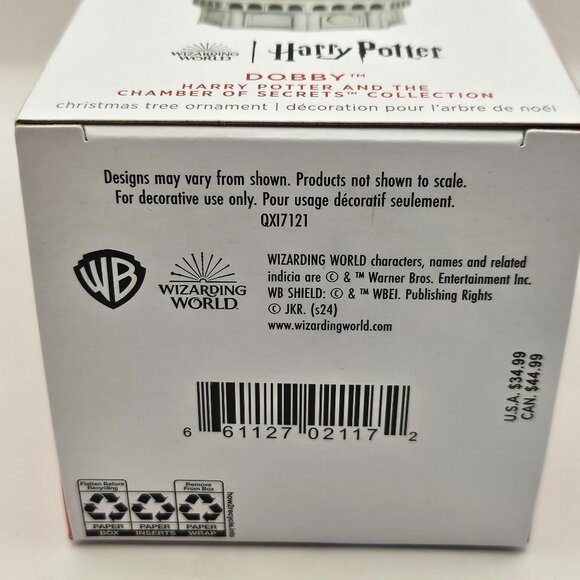 WIZARDING
WORLD
Harry Potter
DOBBY™
HARRY POTTER AND THE
CHAMBER OF SECRETS™ COLLECTION
christmas tree ornament | décoration pour l'arbre de noël
Designs may vary from shown. Products not shown to scale.
For decorative use only. Pour usage décoratif seulement.
QXI7121
WB
WIZARDING
WORLD.
WIZARDING WORLD characters, names and related
indicia are © & ™ Warner Bros. Entertainment Inc.
WB SHIELD: © & ™ WBEI. Publishing Rights
© JKR. (s24)
www.wizardingworld.com
U.S.A. $34.99
CAN. $44.99
6 61127 02117 2
Flatten Before
Recycling
Remove
From Box
PAPER
BOX
PAPER
INSERTS
PAPER
WRAP
how2recycle.info